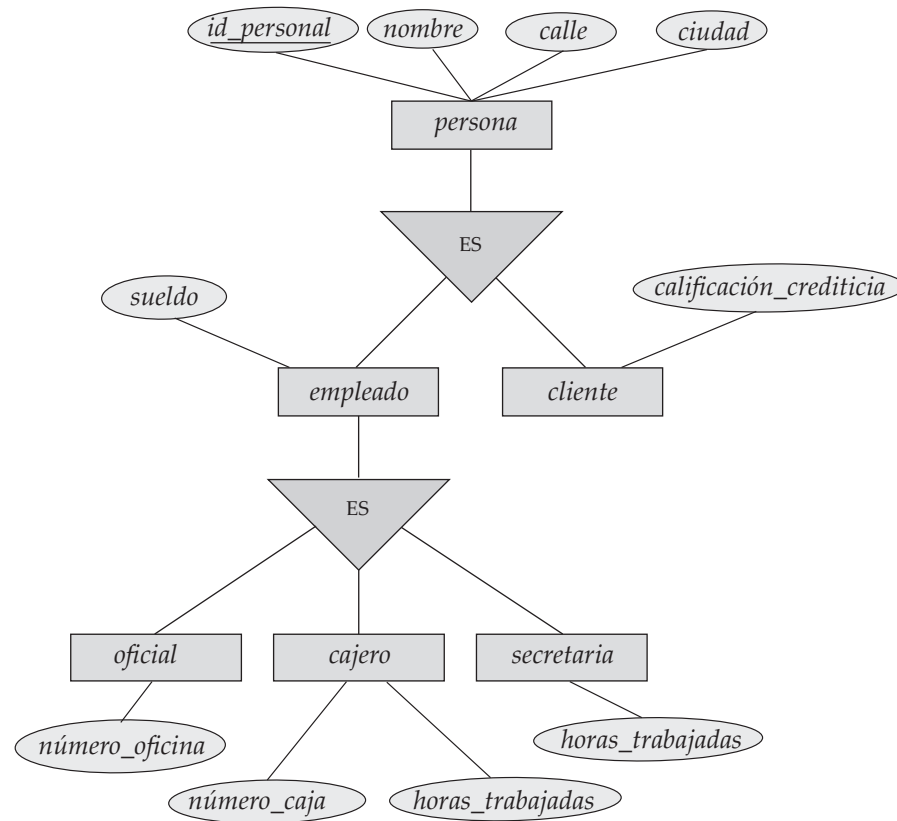 id_personal
nombre
calle
ciudad
persona
ES
sueldo
calificación_crediticia
empleado
cliente
ES
oficial
cajero
secretaria
número_oficina
horas_trabajadas
número_caja
horas_trabajadas